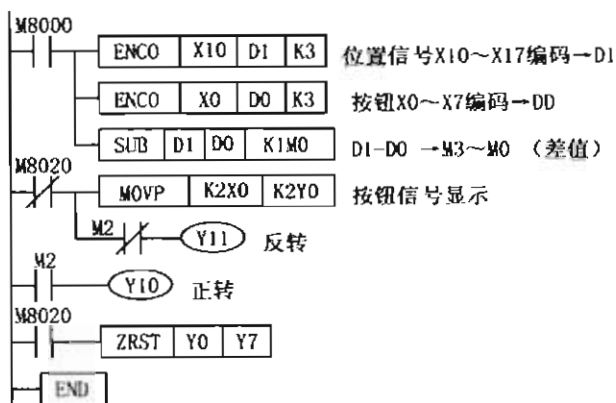 M8000
ENCO X10 D1 K3 位置信号X10～X17编码→D1
ENCO X0 D0 K3 按钮X0～X7编码→DD
SUB D1 D0 K1M0 D1-D0 →M3～M0 （差值）
M8020
MOVP K2X0 K2Y0 按钮信号显示
M2 Y11 反转
M2
Y10 正转
M8020
ZRST Y0 Y7
END